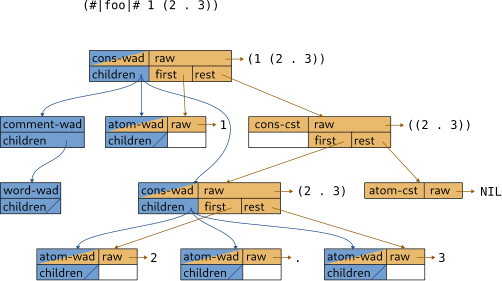 (#|foo|# 1 (2 . 3))
cons-wad raw (1 (2 . 3))
children first rest
comment-wad atom-wad raw 1 cons-cst raw ((2 . 3))
children children first rest
word-wad cons-wad raw (2 . 3) atom-cst raw NIL
children children first rest
atom-wad raw 2 atom-wad raw . atom-wad raw 3
children children children